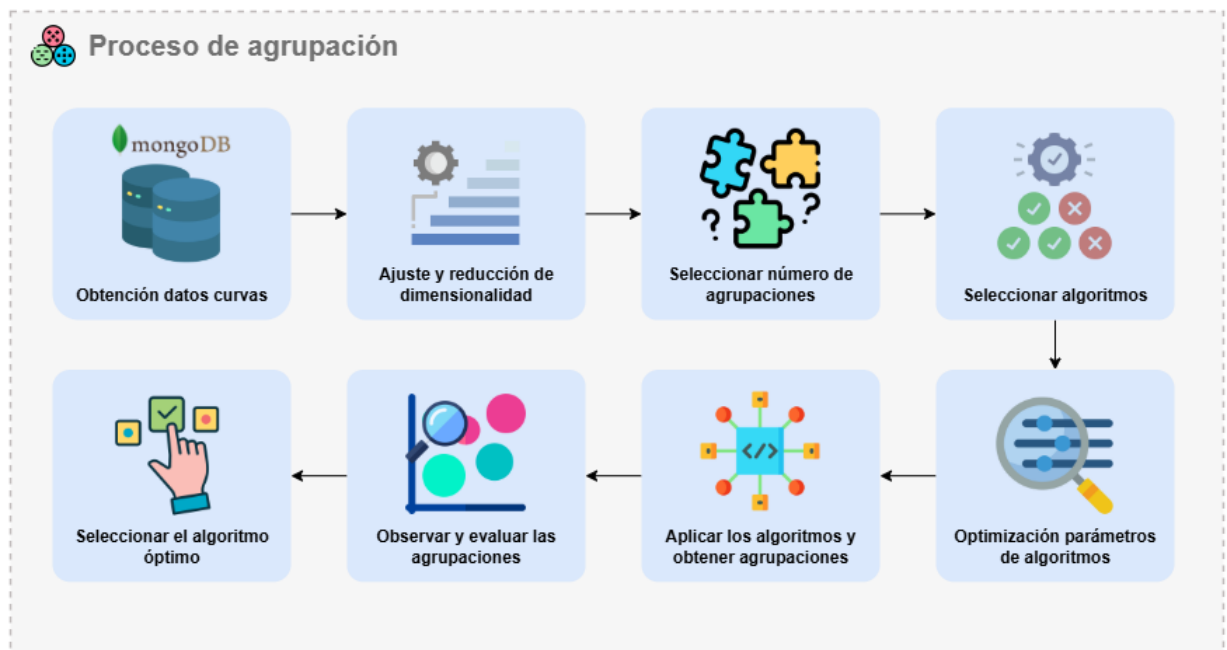 Proceso de agrupación
mongoDB
Obtención datos curvas
Ajuste y reducción de
dimensionalidad
Seleccionar número de
agrupaciones
? ?
Seleccionar algoritmos
Seleccionar el algoritmo
óptimo
Observar y evaluar las
agrupaciones
</>
Aplicar los algoritmos y
obtener agrupaciones
Optimización parámetros
de algoritmos